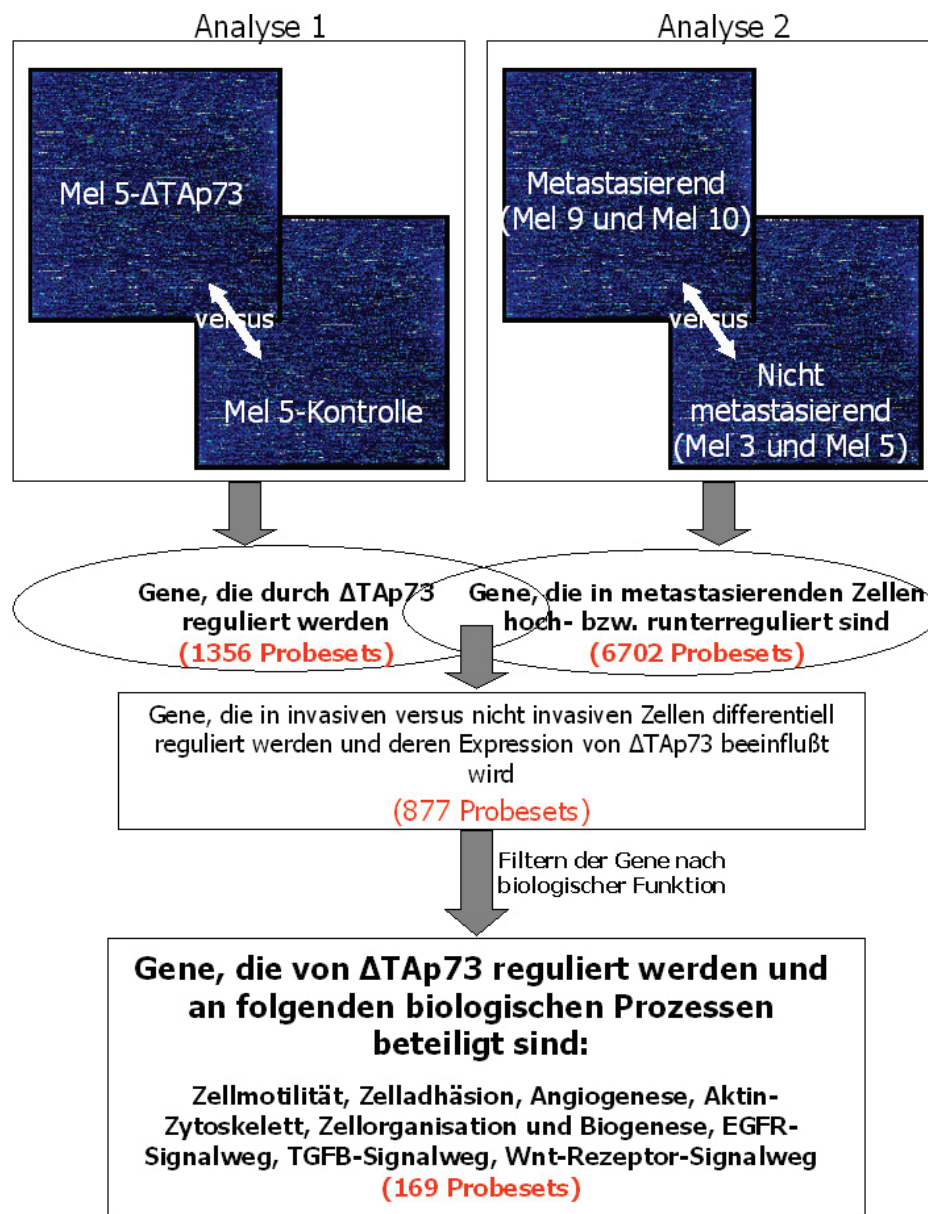 Analyse 1
Mel 5-ΔTAp73
versus
Mel 5-Kontrolle
Analyse 2
Metastasierend
(Mel 9 und Mel 10)
versus
Nicht
metastasierend
(Mel 3 und Mel 5)
Gene, die durch ΔTAp73
reguliert werden
(1356 Probesets)
Gene, die in metastasierenden Zellen
hoch- bzw. runterreguliert sind
(6702 Probesets)
Gene, die in invasiven versus nicht invasiven Zellen differentiell
reguliert werden und deren Expression von ΔTAp73 beeinflußt
wird
(877 Probesets)
Filtern der Gene nach
biologischer Funktion
Gene, die von ΔTAp73 reguliert werden und
an folgenden biologischen Prozessen
beteiligt sind:
Zellmotilität, Zelladhäsion, Angiogenese, Aktin-
Zytoskelett, Zellorganisation und Biogenese, EGFR-
Signalweg, TGFB-Signalweg, Wnt-Rezeptor-Signalweg
(169 Probesets)